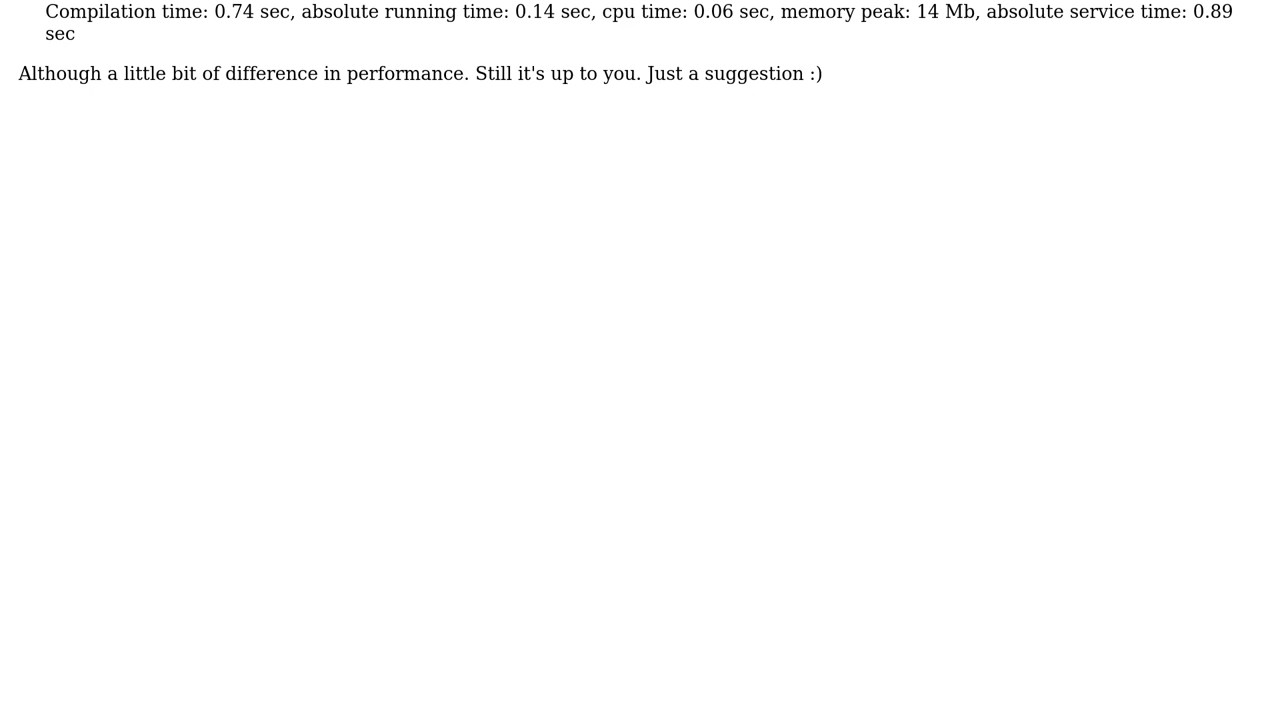 Compilation time: 0.74 sec, absolute running time: 0.14 sec, cpu time: 0.06 sec, memory peak: 14 Mb, absolute service time: 0.89
sec
Although a little bit of difference in performance. Still it's up to you. Just a suggestion :)